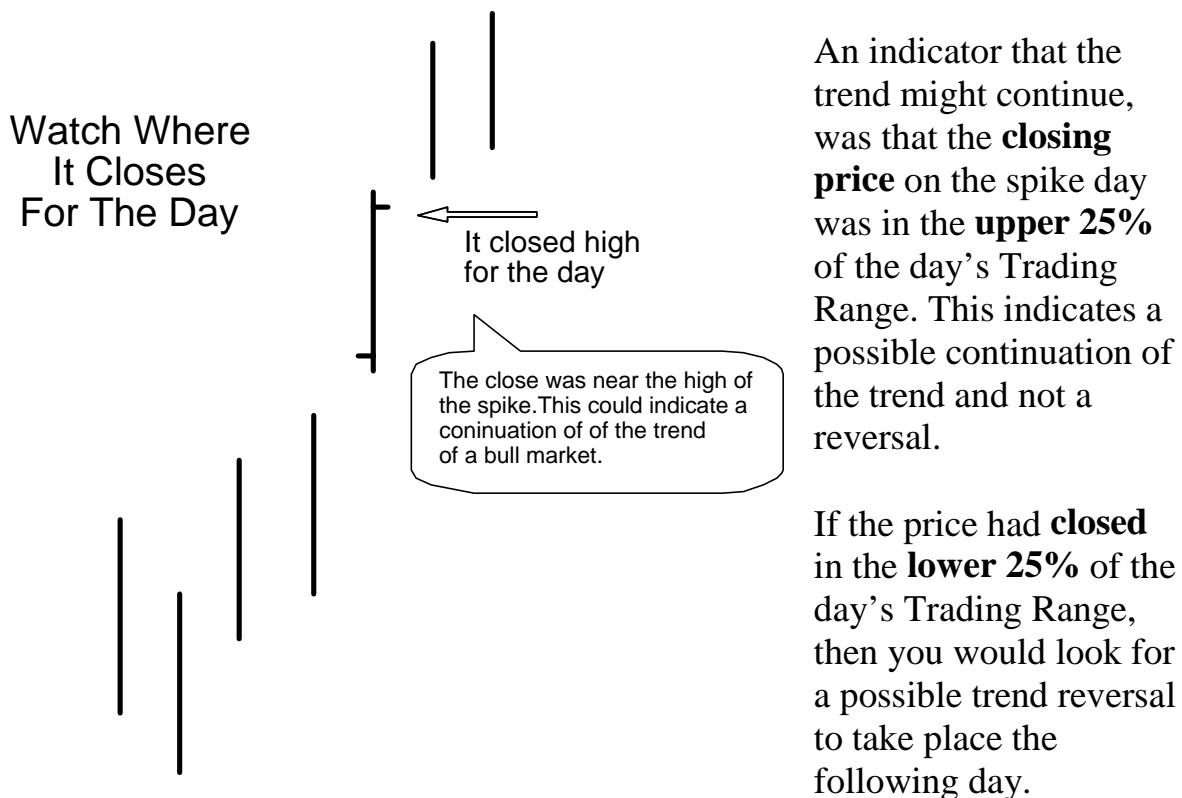 Watch Where
It Closes
For The Day
It closed high
for the day
The close was near the high of
the spike.This could indicate a
coninuation of of the trend
of a bull market.
An indicator that the
trend might continue,
was that the closing
price on the spike day
was in the upper 25%
of the day’s Trading
Range. This indicates a
possible continuation of
the trend and not a
reversal.
If the price had closed
in the lower 25% of the
day’s Trading Range,
then you would look for
a possible trend reversal
to take place the
following day.